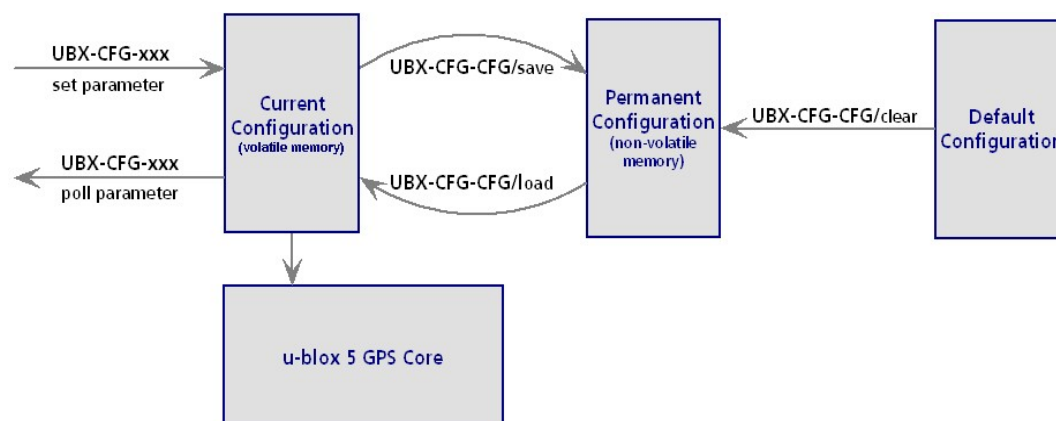 UBX-CFG-xxx
set parameter
UBX-CFG-xxx
poll parameter
Current
Configuration
(volatile memory)
UBX-CFG-CFG/save
UBX-CFG-CFG/load
Permanent
Configuration
(non-volatile
memory)
UBX-CFG-CFG/clear
Default
Configuration
u-blox 5 GPS Core